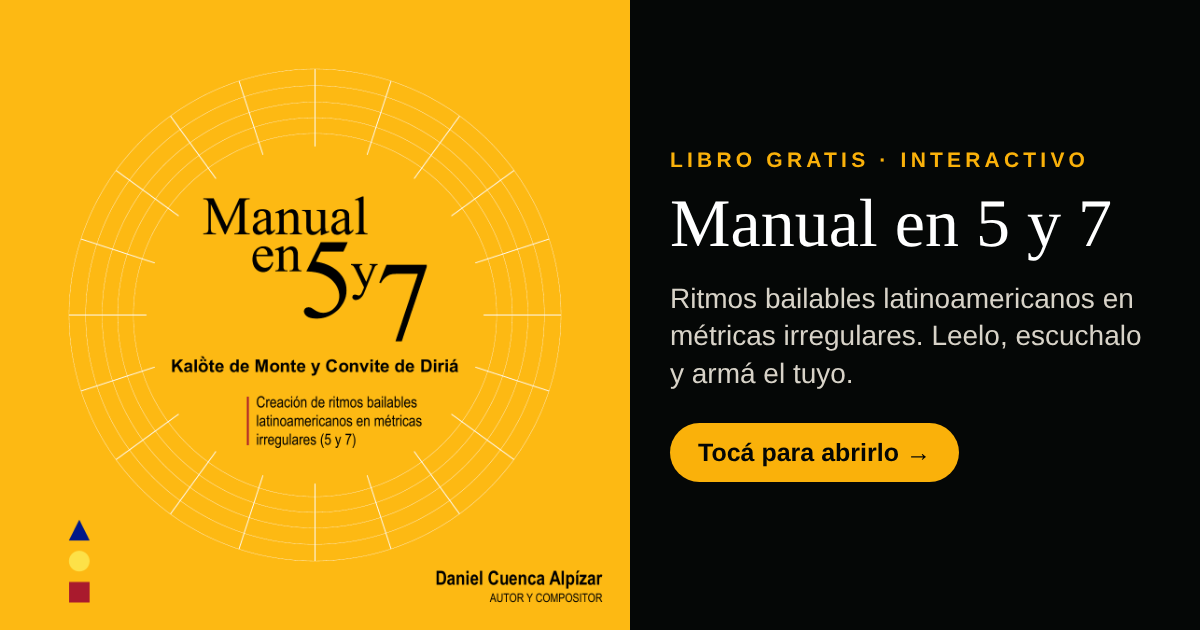 Manual
en 5 y 7
Kalȍte de Monte y Convite de Diriá
Creación de ritmos bailables
latinoamericanos en métricas
irregulares (5 y 7)
Daniel Cuenca Alpízar
AUTOR Y COMPOSITOR
LIBRO GRATIS · INTERACTIVO
Manual en 5 y 7
Ritmos bailables latinoamericanos en
métricas irregulares. Leelo, escuchalo
y armá el tuyo.
Tocá para abrirlo →